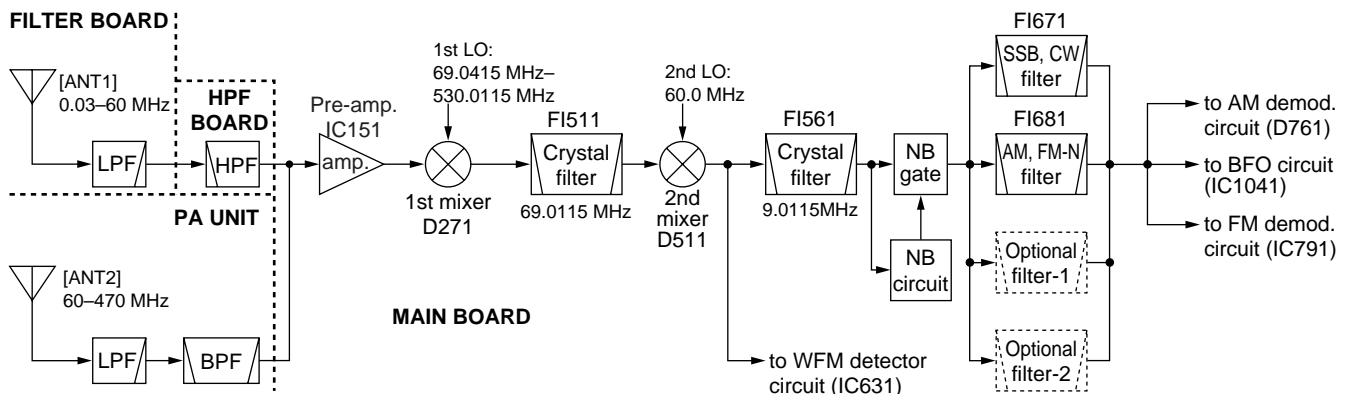 FILTER BOARD
[ANT1]
0.03–60 MHz
LPF
HPF
BOARD
HPF
PA UNIT
[ANT2]
60–470 MHz
LPF
BPF
Pre-amp.
IC151
amp.
1st LO:
69.0415 MHz–
530.0115 MHz
1st mixer
D271
FI511
Crystal
filter
69.0115 MHz
2nd LO:
60.0 MHz
2nd
mixer
D511
MAIN BOARD
FI561
Crystal
filter
9.0115MHz
NB
gate
NB
circuit
to WFM detector
circuit (IC631)
FI671
SSB, CW
filter
FI681
AM, FM-N
filter
Optional
filter-1
Optional
filter-2
to AM demod.
circuit (D761)
to BFO circuit
(IC1041)
to FM demod.
circuit (IC791)